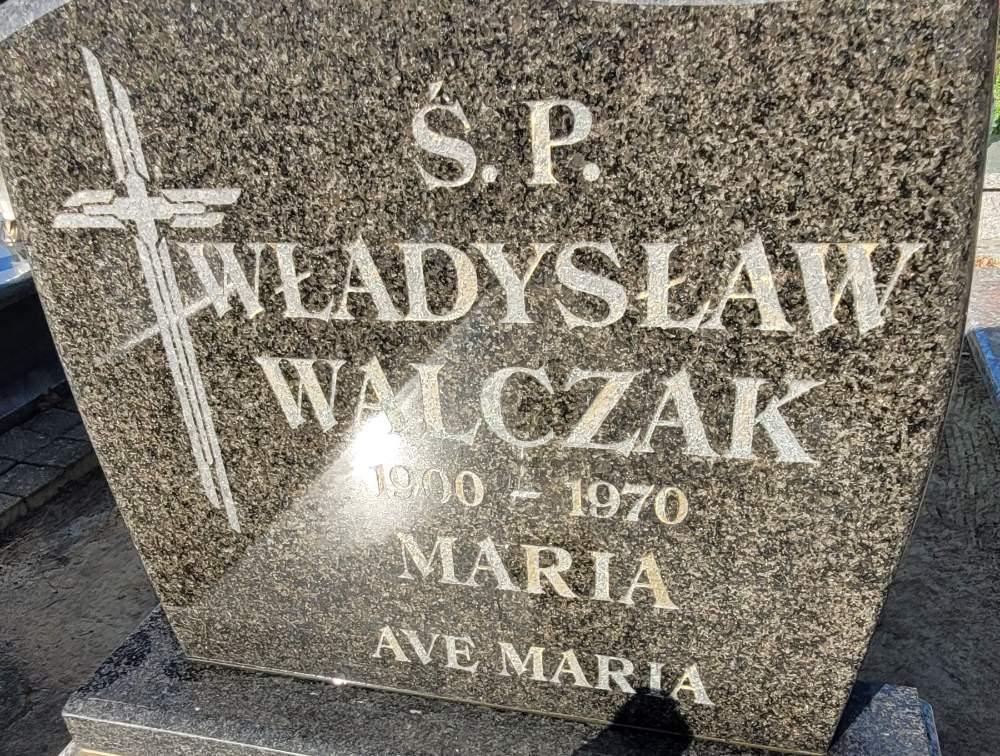 Ś. P.
WŁADYSŁAW
WALCZAK
1900 - 1970
MARIA
AVE MARIA